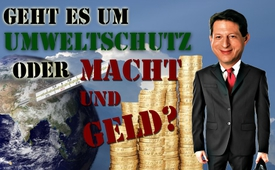 GEHT ES UM
UMWELTSCHUTZ
ODER MACHT
UND
GELD?